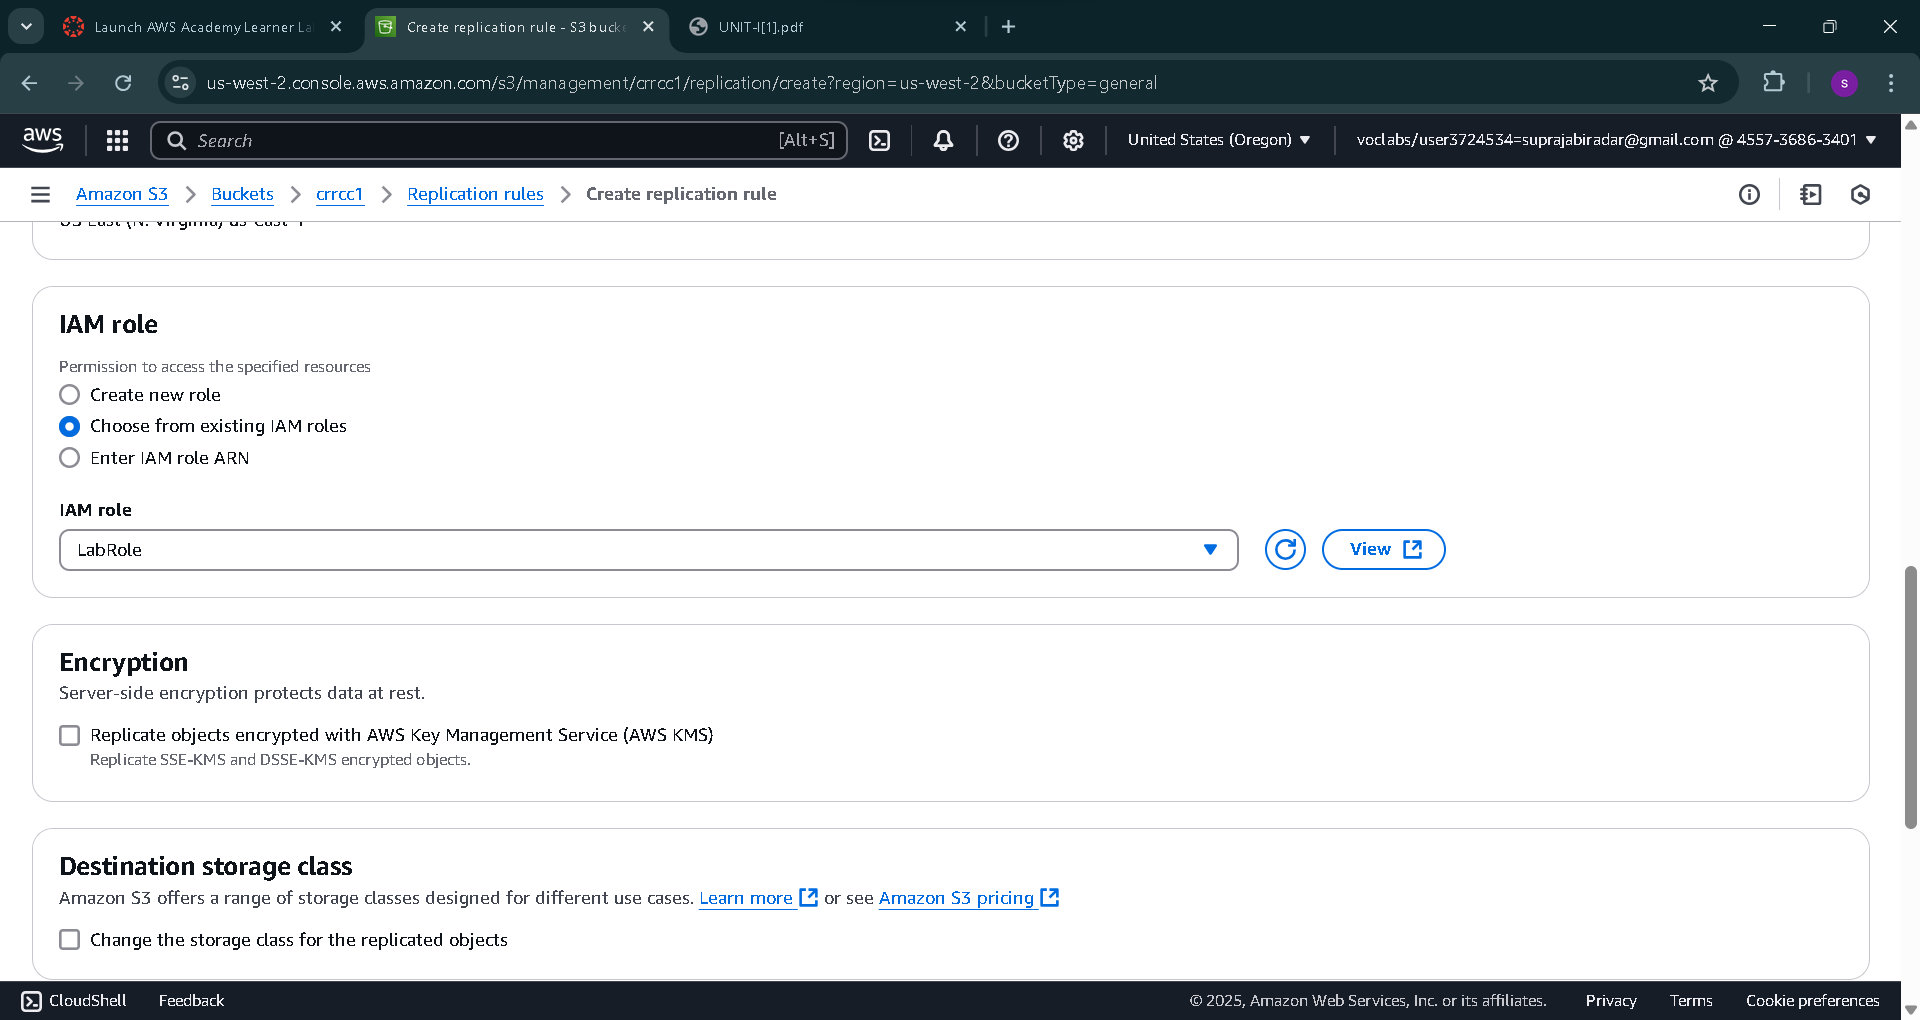 Launch AWS Academy Learner La
Create replication rule - S3 bucke
UNIT-I[1].pdf
us-west-2.console.aws.amazon.com/s3/management/crrcc1/replication/create?region=us-west-2&bucketType=general
s
aws
Search
[Alt+S]
United States (Oregon)
voclabs/user3724534=suprajabiradar@gmail.com @ 4557-3686-3401
Amazon S3 > Buckets > crrcc1 > Replication rules > Create replication rule
US East (N. Virginia) us-east-1
IAM role
Permission to access the specified resources
Create new role
Choose from existing IAM roles
Enter IAM role ARN
IAM role
LabRole
View
Encryption
Server-side encryption protects data at rest.
Replicate objects encrypted with AWS Key Management Service (AWS KMS)
Replicate SSE-KMS and DSSE-KMS encrypted objects.
Destination storage class
Amazon S3 offers a range of storage classes designed for different use cases. Learn more or see Amazon S3 pricing
Change the storage class for the replicated objects
CloudShell
Feedback
© 2025, Amazon Web Services, Inc. or its affiliates.
Privacy
Terms
Cookie preferences